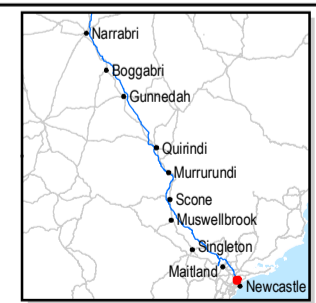 Narrabri
Boggabri
Gunnedah
Quirindi
Murrurundi
Scone
Muswellbrook
Singleton
Maitland
Newcastle